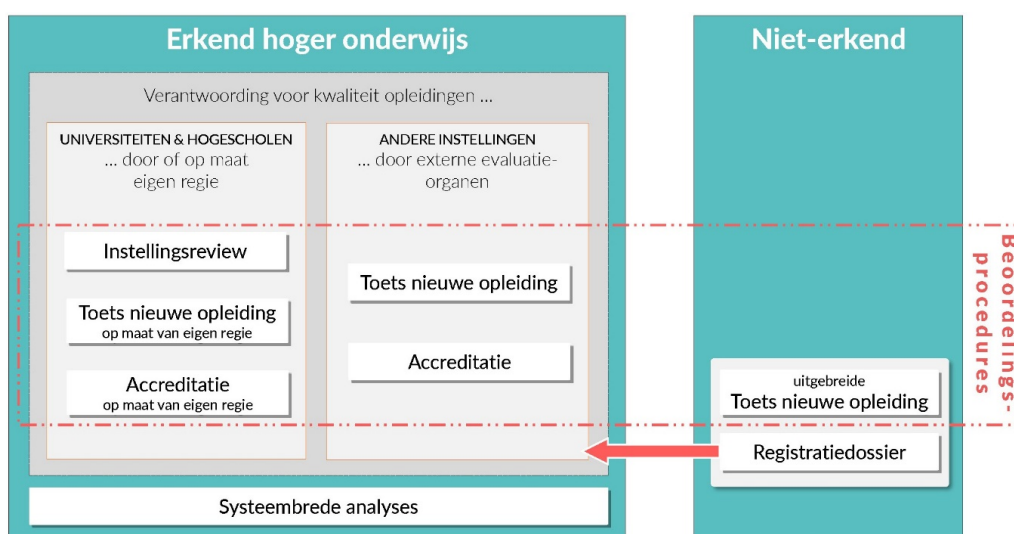 Erkend hoger onderwijs
Verantwoording voor kwaliteit opleidingen ...
UNIVERSITEITEN & HOGESCHOLEN
... door of op maat
eigen regie
Instellingsreview
Toets nieuwe opleiding
op maat van eigen regie
Accreditatie
op maat van eigen regie
ANDERE INSTELLINGEN
... door externe evaluatie-
organen
Toets nieuwe opleiding
Accreditatie
Systeembrede analyses
Niet-erkend
uitgebreide
Toets nieuwe opleiding
Registratiedossier
Beoordelings-
procedures